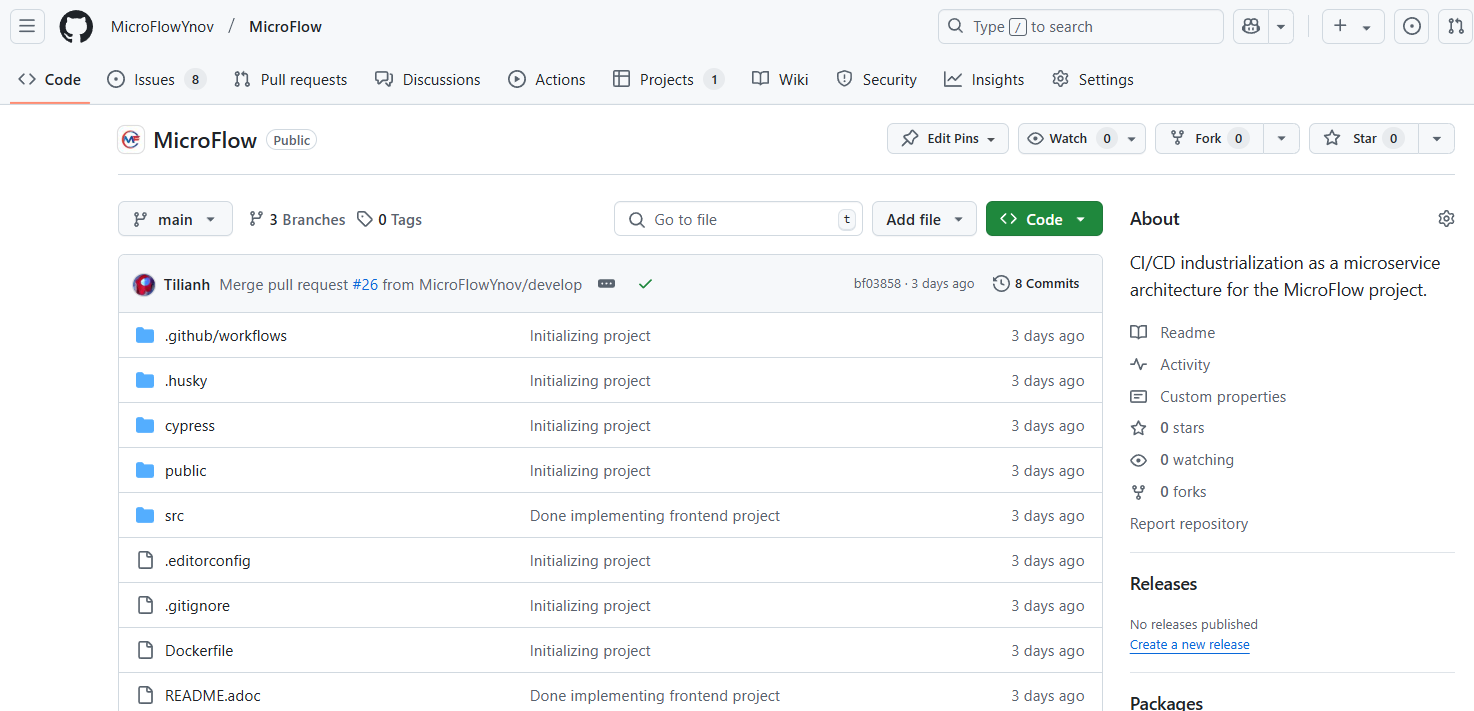 MicroFlowYnov / MicroFlow Type / to search
Code Issues 8 Pull requests Discussions Actions Projects 1 Wiki Security Insights Settings
MicroFlow Public Edit Pins Watch 0 Fork 0 Star 0
main 3 Branches 0 Tags Go to file t Add file Code
Tilianh Merge pull request #26 from MicroFlowYnov/develop bf03858 · 3 days ago 8 Commits
.github/workflows Initializing project 3 days ago
.husky Initializing project 3 days ago
cypress Initializing project 3 days ago
public Initializing project 3 days ago
src Done implementing frontend project 3 days ago
.editorconfig Initializing project 3 days ago
.gitignore Initializing project 3 days ago
Dockerfile Initializing project 3 days ago
README.adoc Done implementing frontend project 3 days ago
About
CI/CD industrialization as a microservice
architecture for the MicroFlow project.
Readme
Activity
Custom properties
0 stars
0 watching
0 forks
Report repository
Releases
No releases published
Create a new release
Packages